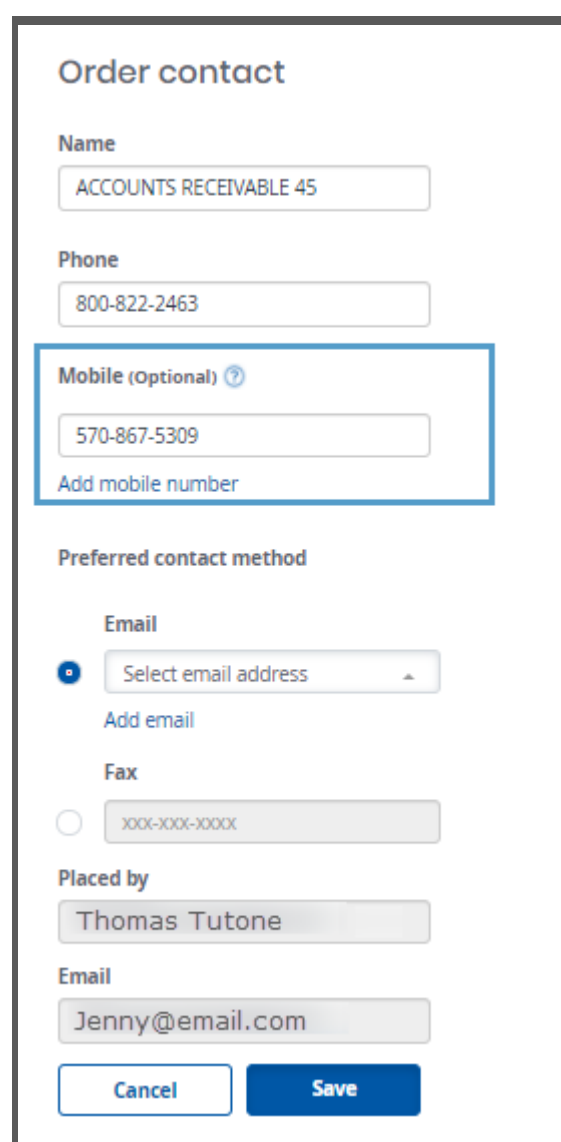 Order contact
Name
ACCOUNTS RECEIVABLE 45
Phone
800-822-2463
Mobile (Optional) ?
570-867-5309
Add mobile number
Preferred contact method
Email
Select email address
Add email
Fax
xxx-xxx-xxxx
Placed by
Thomas Tutone
Email
Jenny@email.com
Cancel Save